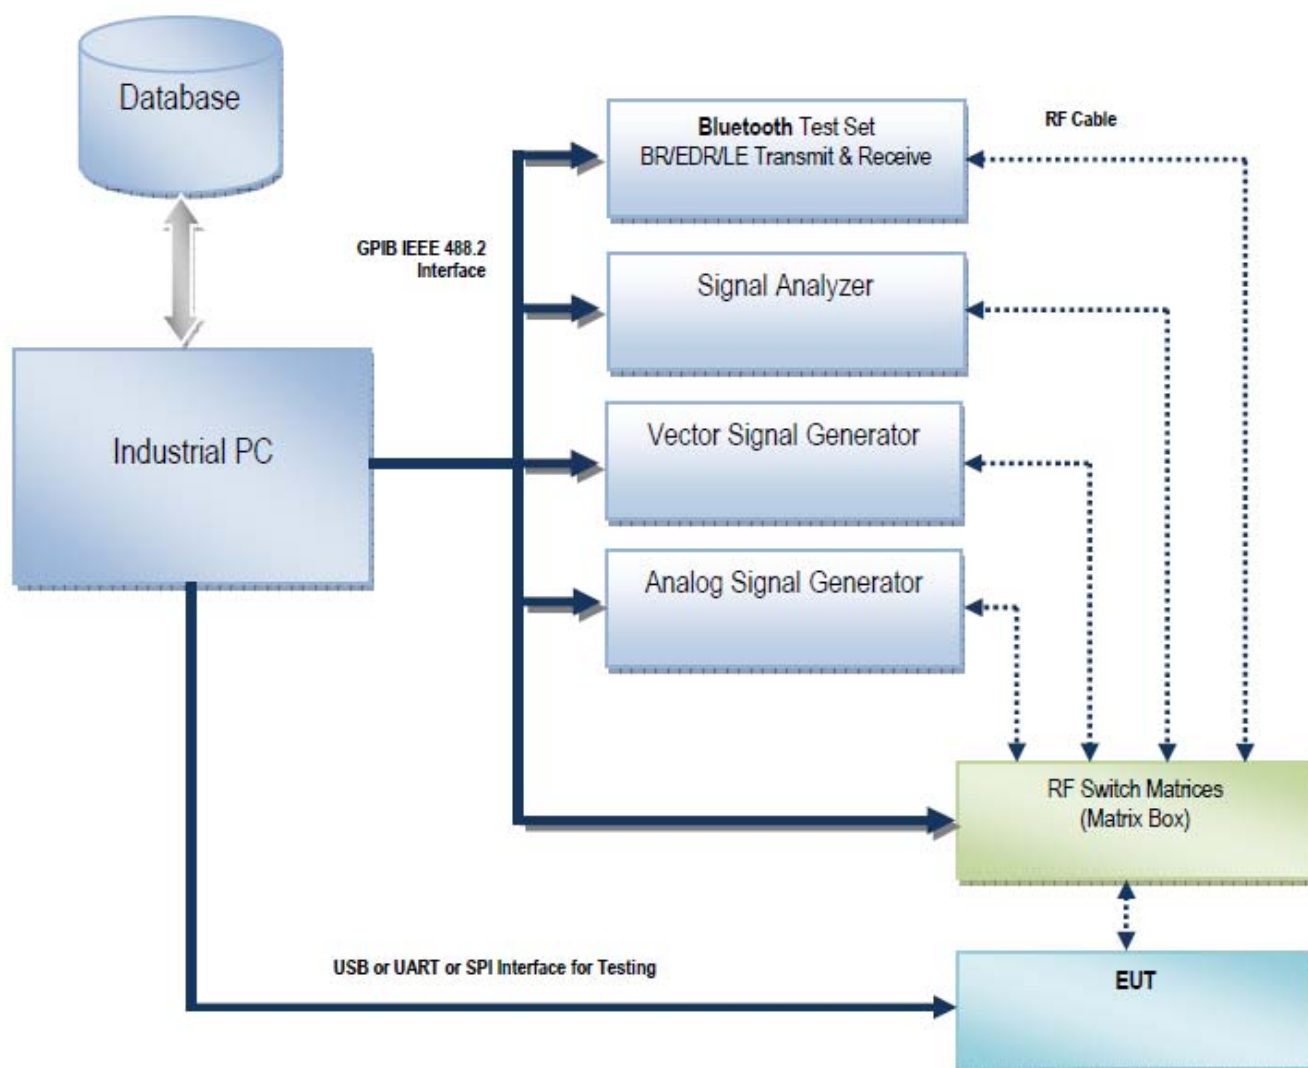 Database
Bluetooth Test Set
BR/EDR/LE Transmit & Receive
RF Cable
GPIB IEEE 488.2
Interface
Signal Analyzer
Industrial PC
Vector Signal Generator
Analog Signal Generator
RF Switch Matrices
(Matrix Box)
USB or UART or SPI Interface for Testing
EUT